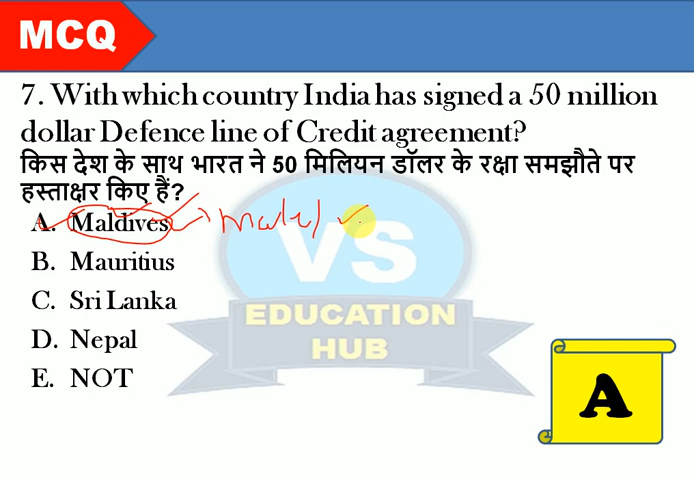 MCQ
7. With which country India has signed a 50 million
dollar Defence line of Credit agreement?
किस देश के साथ भारत ने 50 मिलियन डॉलर के रक्षा समझौते पर
हस्ताक्षर किए हैं?
A. Maldives
B. Mauritius
C. Sri Lanka
D. Nepal
E. NOT
VS
EDUCATION
HUB
A